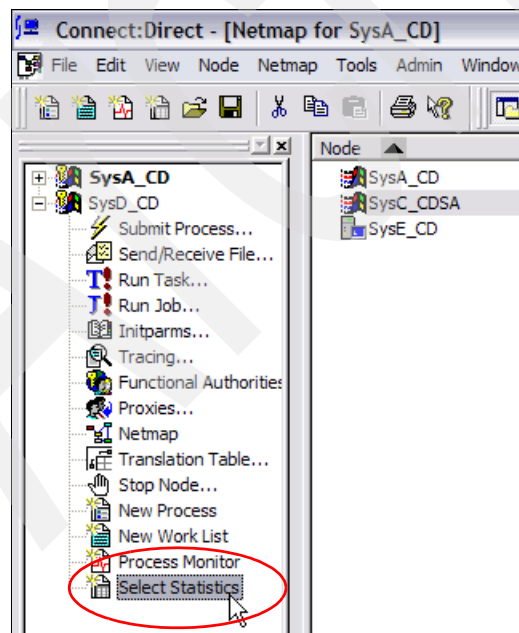 Connect:Direct - [Netmap for SysA_CD]
File Edit View Node Netmap Tools Admin Window
Node
SysA_CD
SysD_CD
Submit Process...
Send/Receive File...
Run Task...
Run Job...
Initparms...
Tracing...
Functional Authorities
Proxies...
Netmap
Translation Table...
Stop Node...
New Process
New Work List
Process Monitor
Select Statistics
SysA_CD
SysC_CDSA
SysE_CD